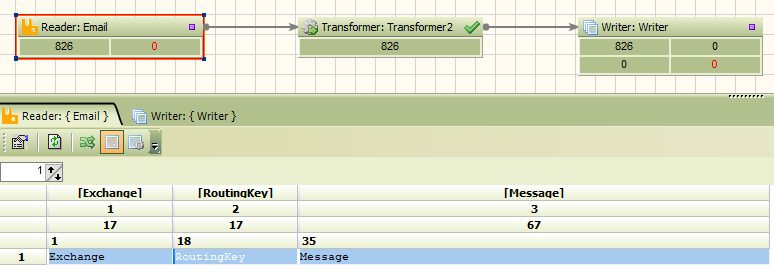 Reader: Email
826 0
Transformer: Transformer2
826
Writer: Writer
826 0
0 0
Reader: { Email }
Writer: { Writer }
1
[Exchange] [RoutingKey] [Message]
1 2 3
17 17 67
1 18 35
1 Exchange RoutingKey Message